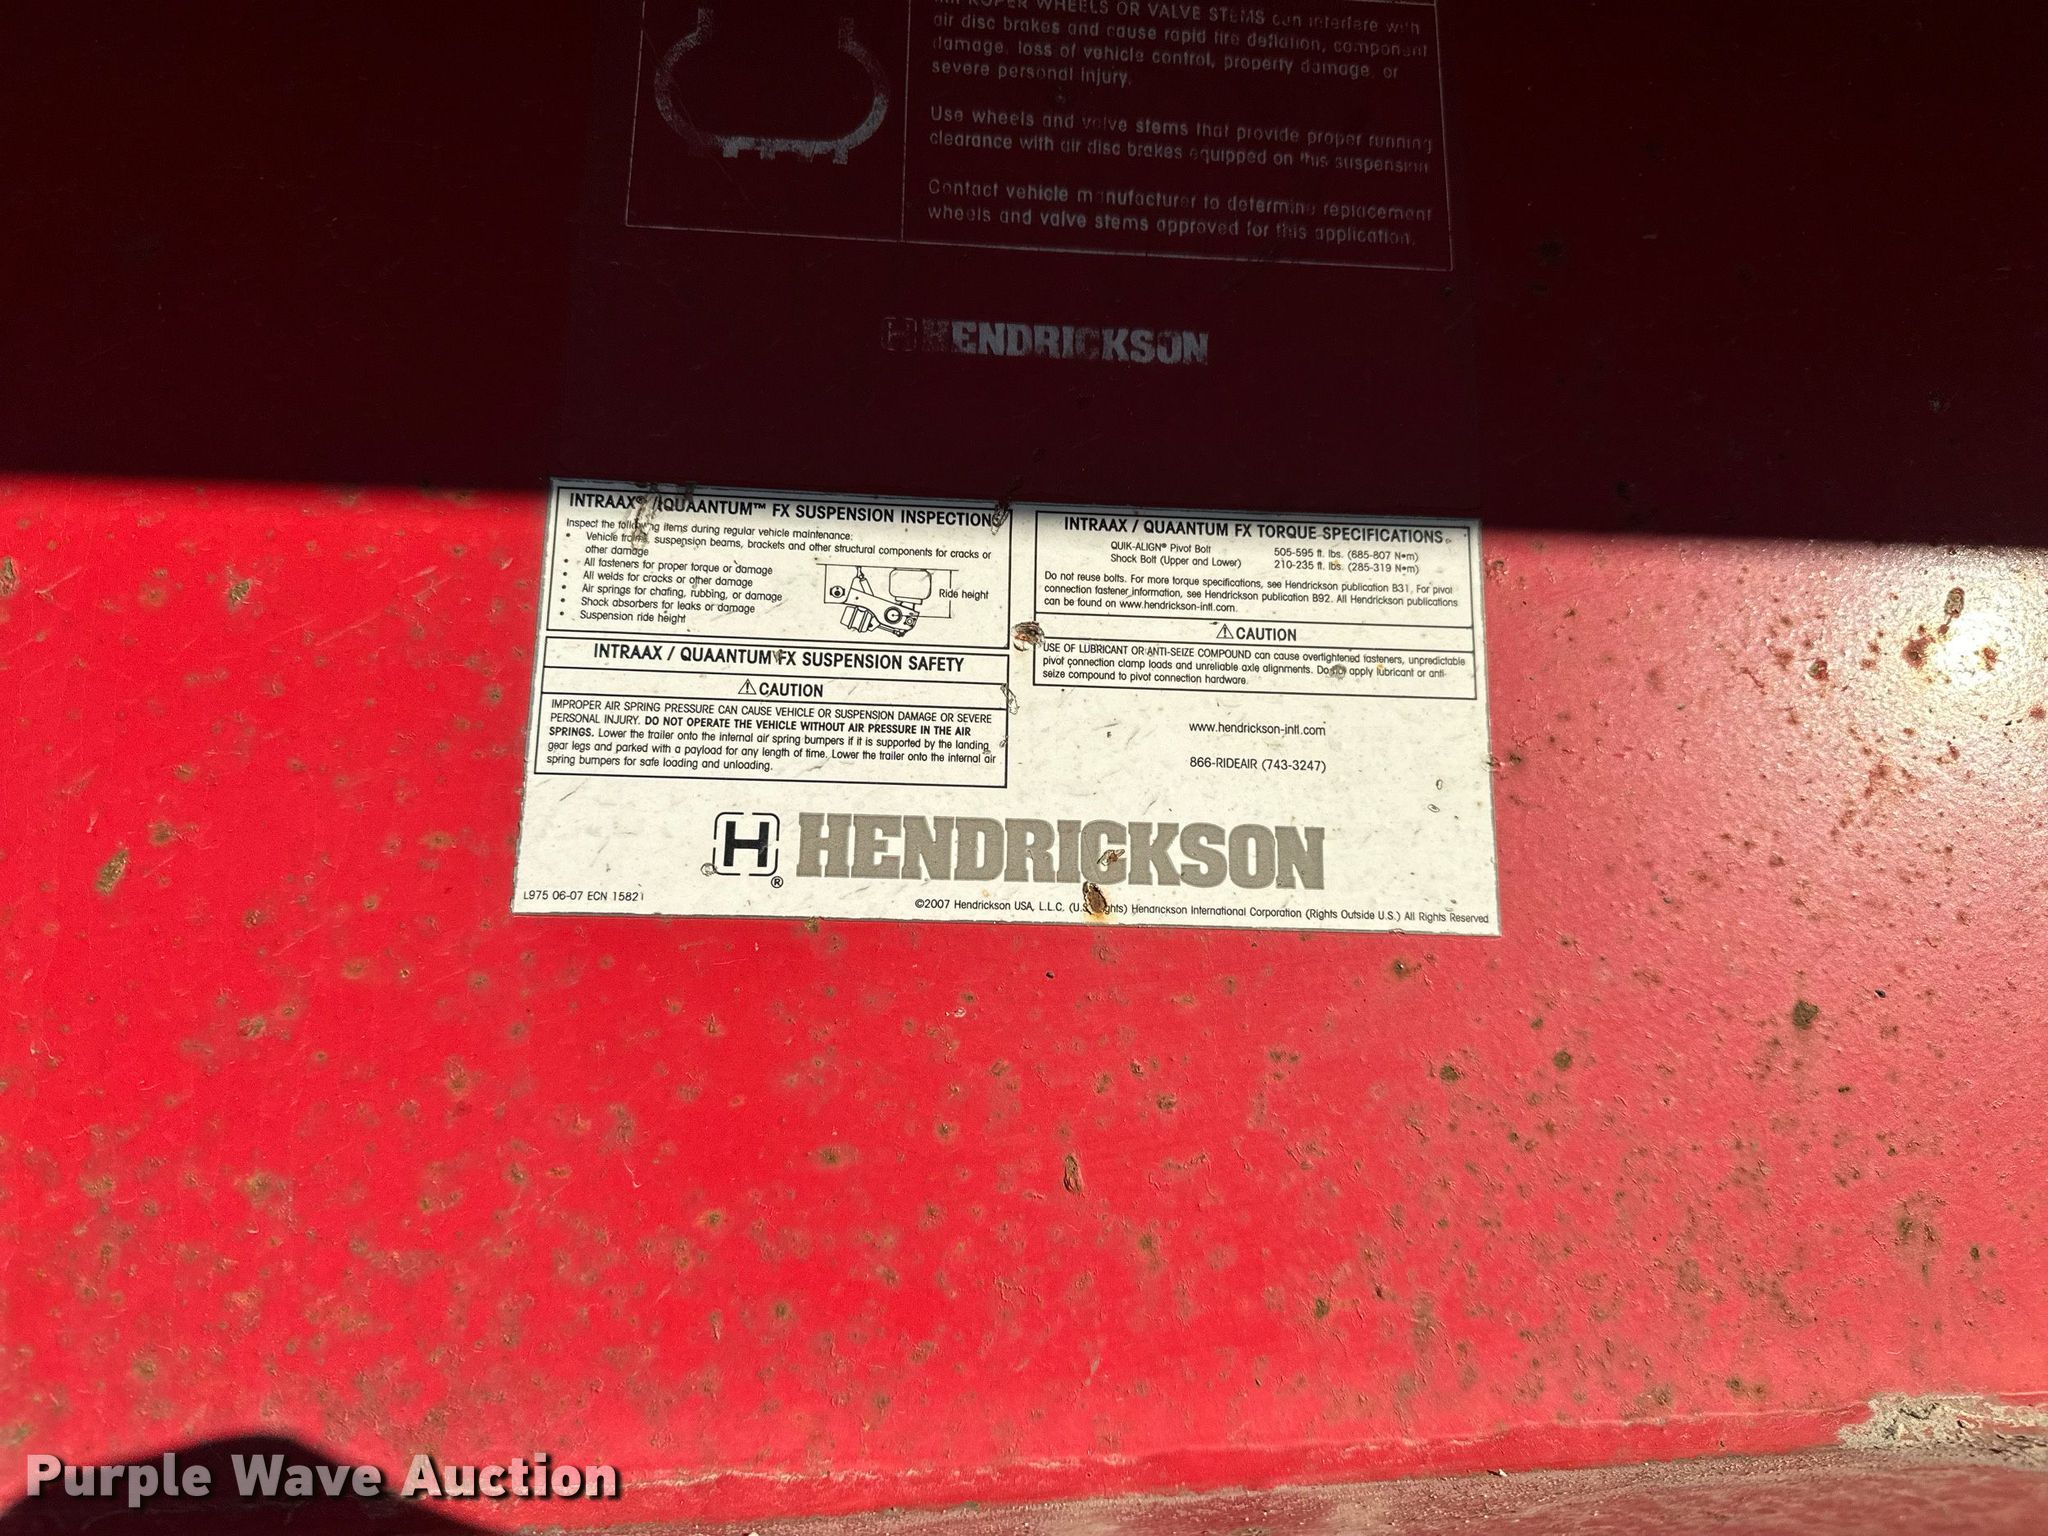 WHEELS OR VALVE STEMS can interfere with
air disc brakes and cause rapid tire deflation, component
damage, loss of vehicle control, property damage, or
severe personal injury.
Use wheels and valve stems that provide proper running
clearance with air disc brakes equipped on this suspension
Contact vehicle manufacturer to determine replacement
wheels and valve stems approved for this application.
H HENDRICKSON
INTRAAX® / QUAANTUM™ FX SUSPENSION INSPECTION
Inspect the following items during regular vehicle maintenance:
• Vehicle frame, suspension beams, brackets and other structural components for cracks or
other damage
• All fasteners for proper torque or damage
• All welds for cracks or other damage
• Air springs for chafing, rubbing, or damage
• Shock absorbers for leaks or damage
• Suspension ride height
Ride height
INTRAAX / QUAANTUM FX SUSPENSION SAFETY
⚠ CAUTION
IMPROPER AIR SPRING PRESSURE CAN CAUSE VEHICLE OR SUSPENSION DAMAGE OR SEVERE
PERSONAL INJURY. DO NOT OPERATE THE VEHICLE WITHOUT AIR PRESSURE IN THE AIR
SPRINGS. Lower the trailer onto the internal air spring bumpers if it is supported by the landing
gear legs and parked with a payload for any length of time. Lower the trailer onto the internal air
spring bumpers for safe loading and unloading.
INTRAAX / QUAANTUM FX TORQUE SPECIFICATIONS
QUIK-ALIGN® Pivot Bolt 505-595 ft. lbs. (685-807 N•m)
Shock Bolt (Upper and Lower) 210-235 ft. lbs. (285-319 N•m)
Do not reuse bolts. For more torque specifications, see Hendrickson publication B31. For pivot
connection fastener information, see Hendrickson publication B92. All Hendrickson publications
can be found on www.hendrickson-intl.com.
⚠ CAUTION
USE OF LUBRICANT OR ANTI-SEIZE COMPOUND can cause overtightened fasteners, unpredictable
pivot connection clamp loads and unreliable axle alignments. Do not apply lubricant or anti-
seize compound to pivot connection hardware.
www.hendrickson-intl.com
866-RIDEAIR (743-3247)
H® HENDRICKSON
L975 06-07 ECN 15821
©2007 Hendrickson USA, L.L.C. (U.S. Rights) Hendrickson International Corporation (Rights Outside U.S.) All Rights Reserved
Purple Wave Auction